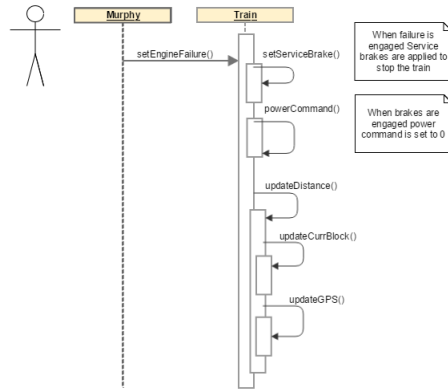 Murphy
Train
setEngineFailure()
setServiceBrake()
powerCommand()
updateDistance()
updateCurrBlock()
updateGPS()
When failure is
engaged Service
brakes are applied to
stop the train
When brakes are
engaged power
command is set to 0